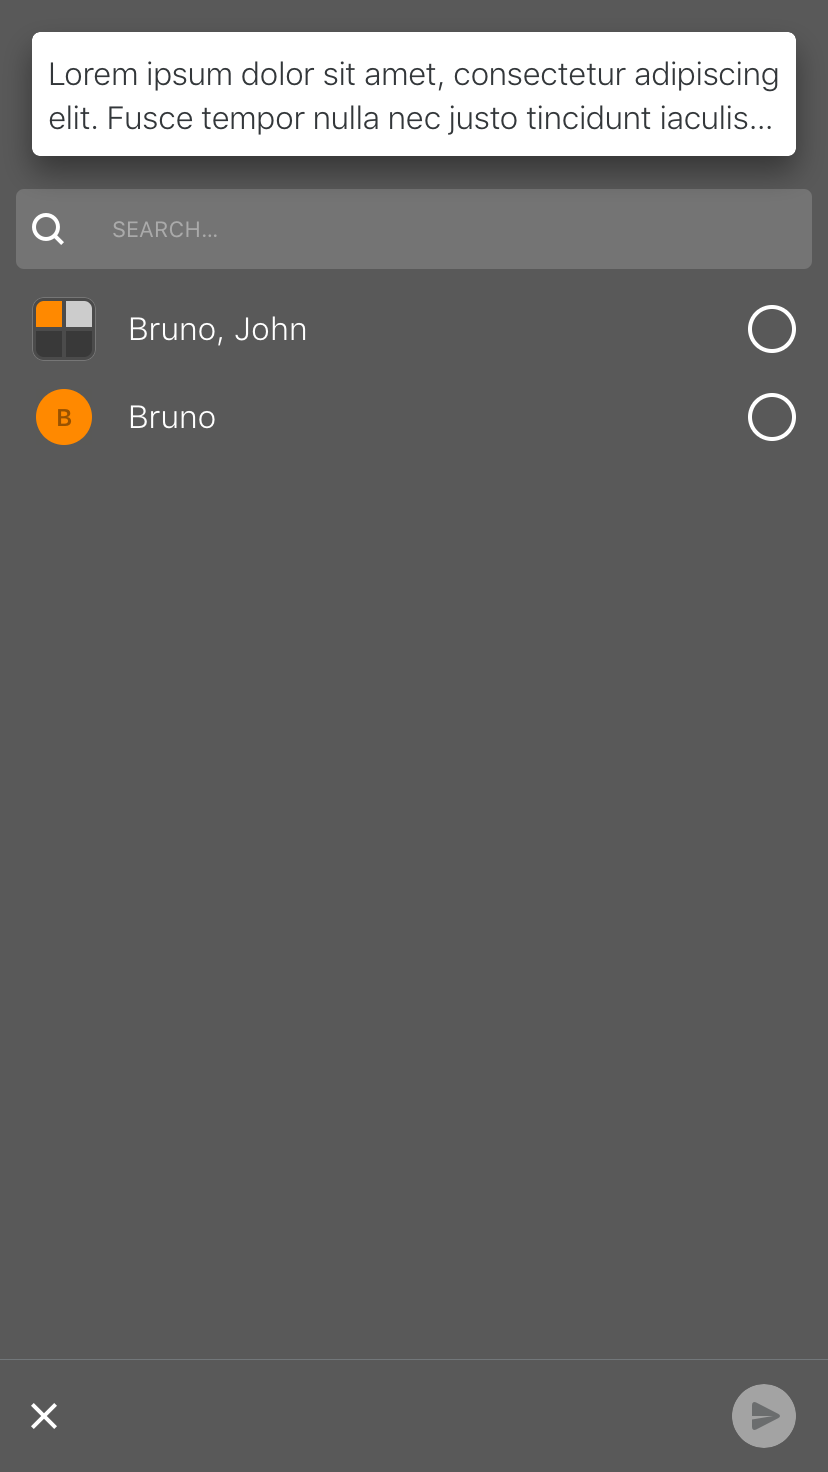 Lorem ipsum dolor sit amet, consectetur adipiscing
elit. Fusce tempor nulla nec justo tincidunt iaculis...
SEARCH...
Bruno, John
B
Bruno